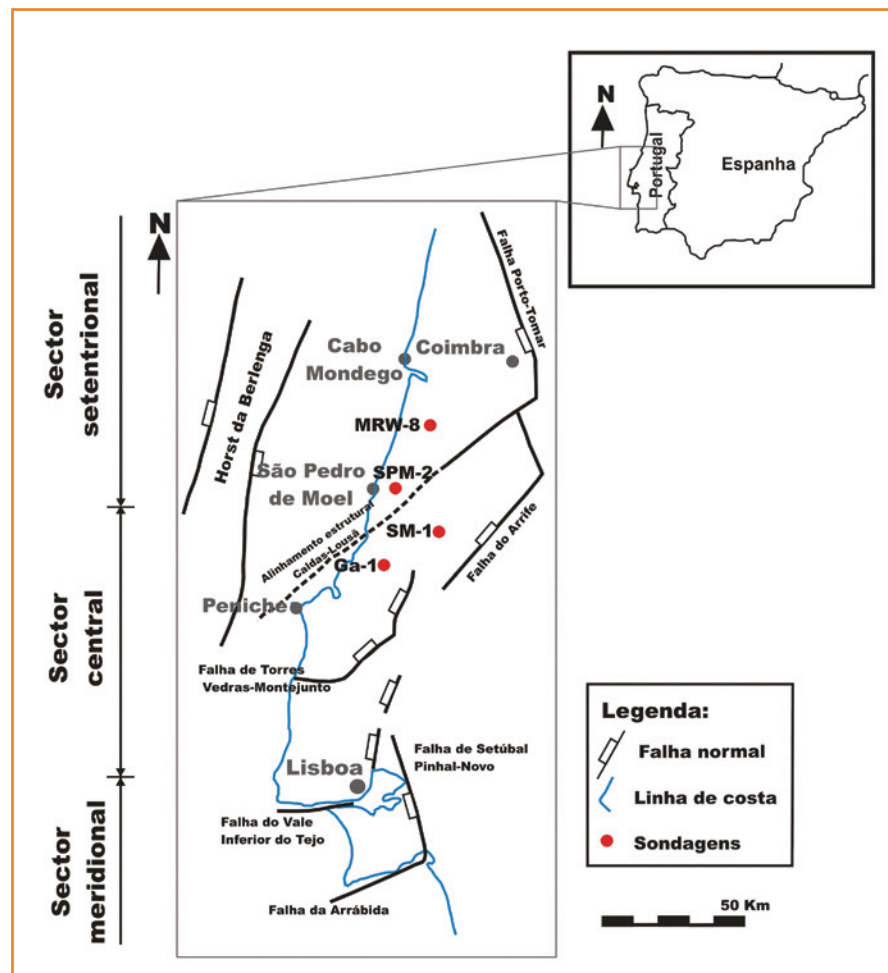 N
Portugal
Espanha
N
Sector
setentrional
Sector
central
Sector
meridional
Falha Porto-Tomar
Horst da Berlenga
Cabo
Mondego
Coimbra
MRW-8
São Pedro
de Moel
SPM-2
Alinhamento estrutural
Caldas-Lousã
SM-1
Ga-1
Falha do Arrife
Peniche
Falha de Torres
Vedras-Montejunto
Falha de Setúbal
Pinhal-Novo
Lisboa
Falha do Vale
Inferior do Tejo
Falha da Arrábida
Legenda:
Falha normal
Linha de costa
Sondagens
50 Km